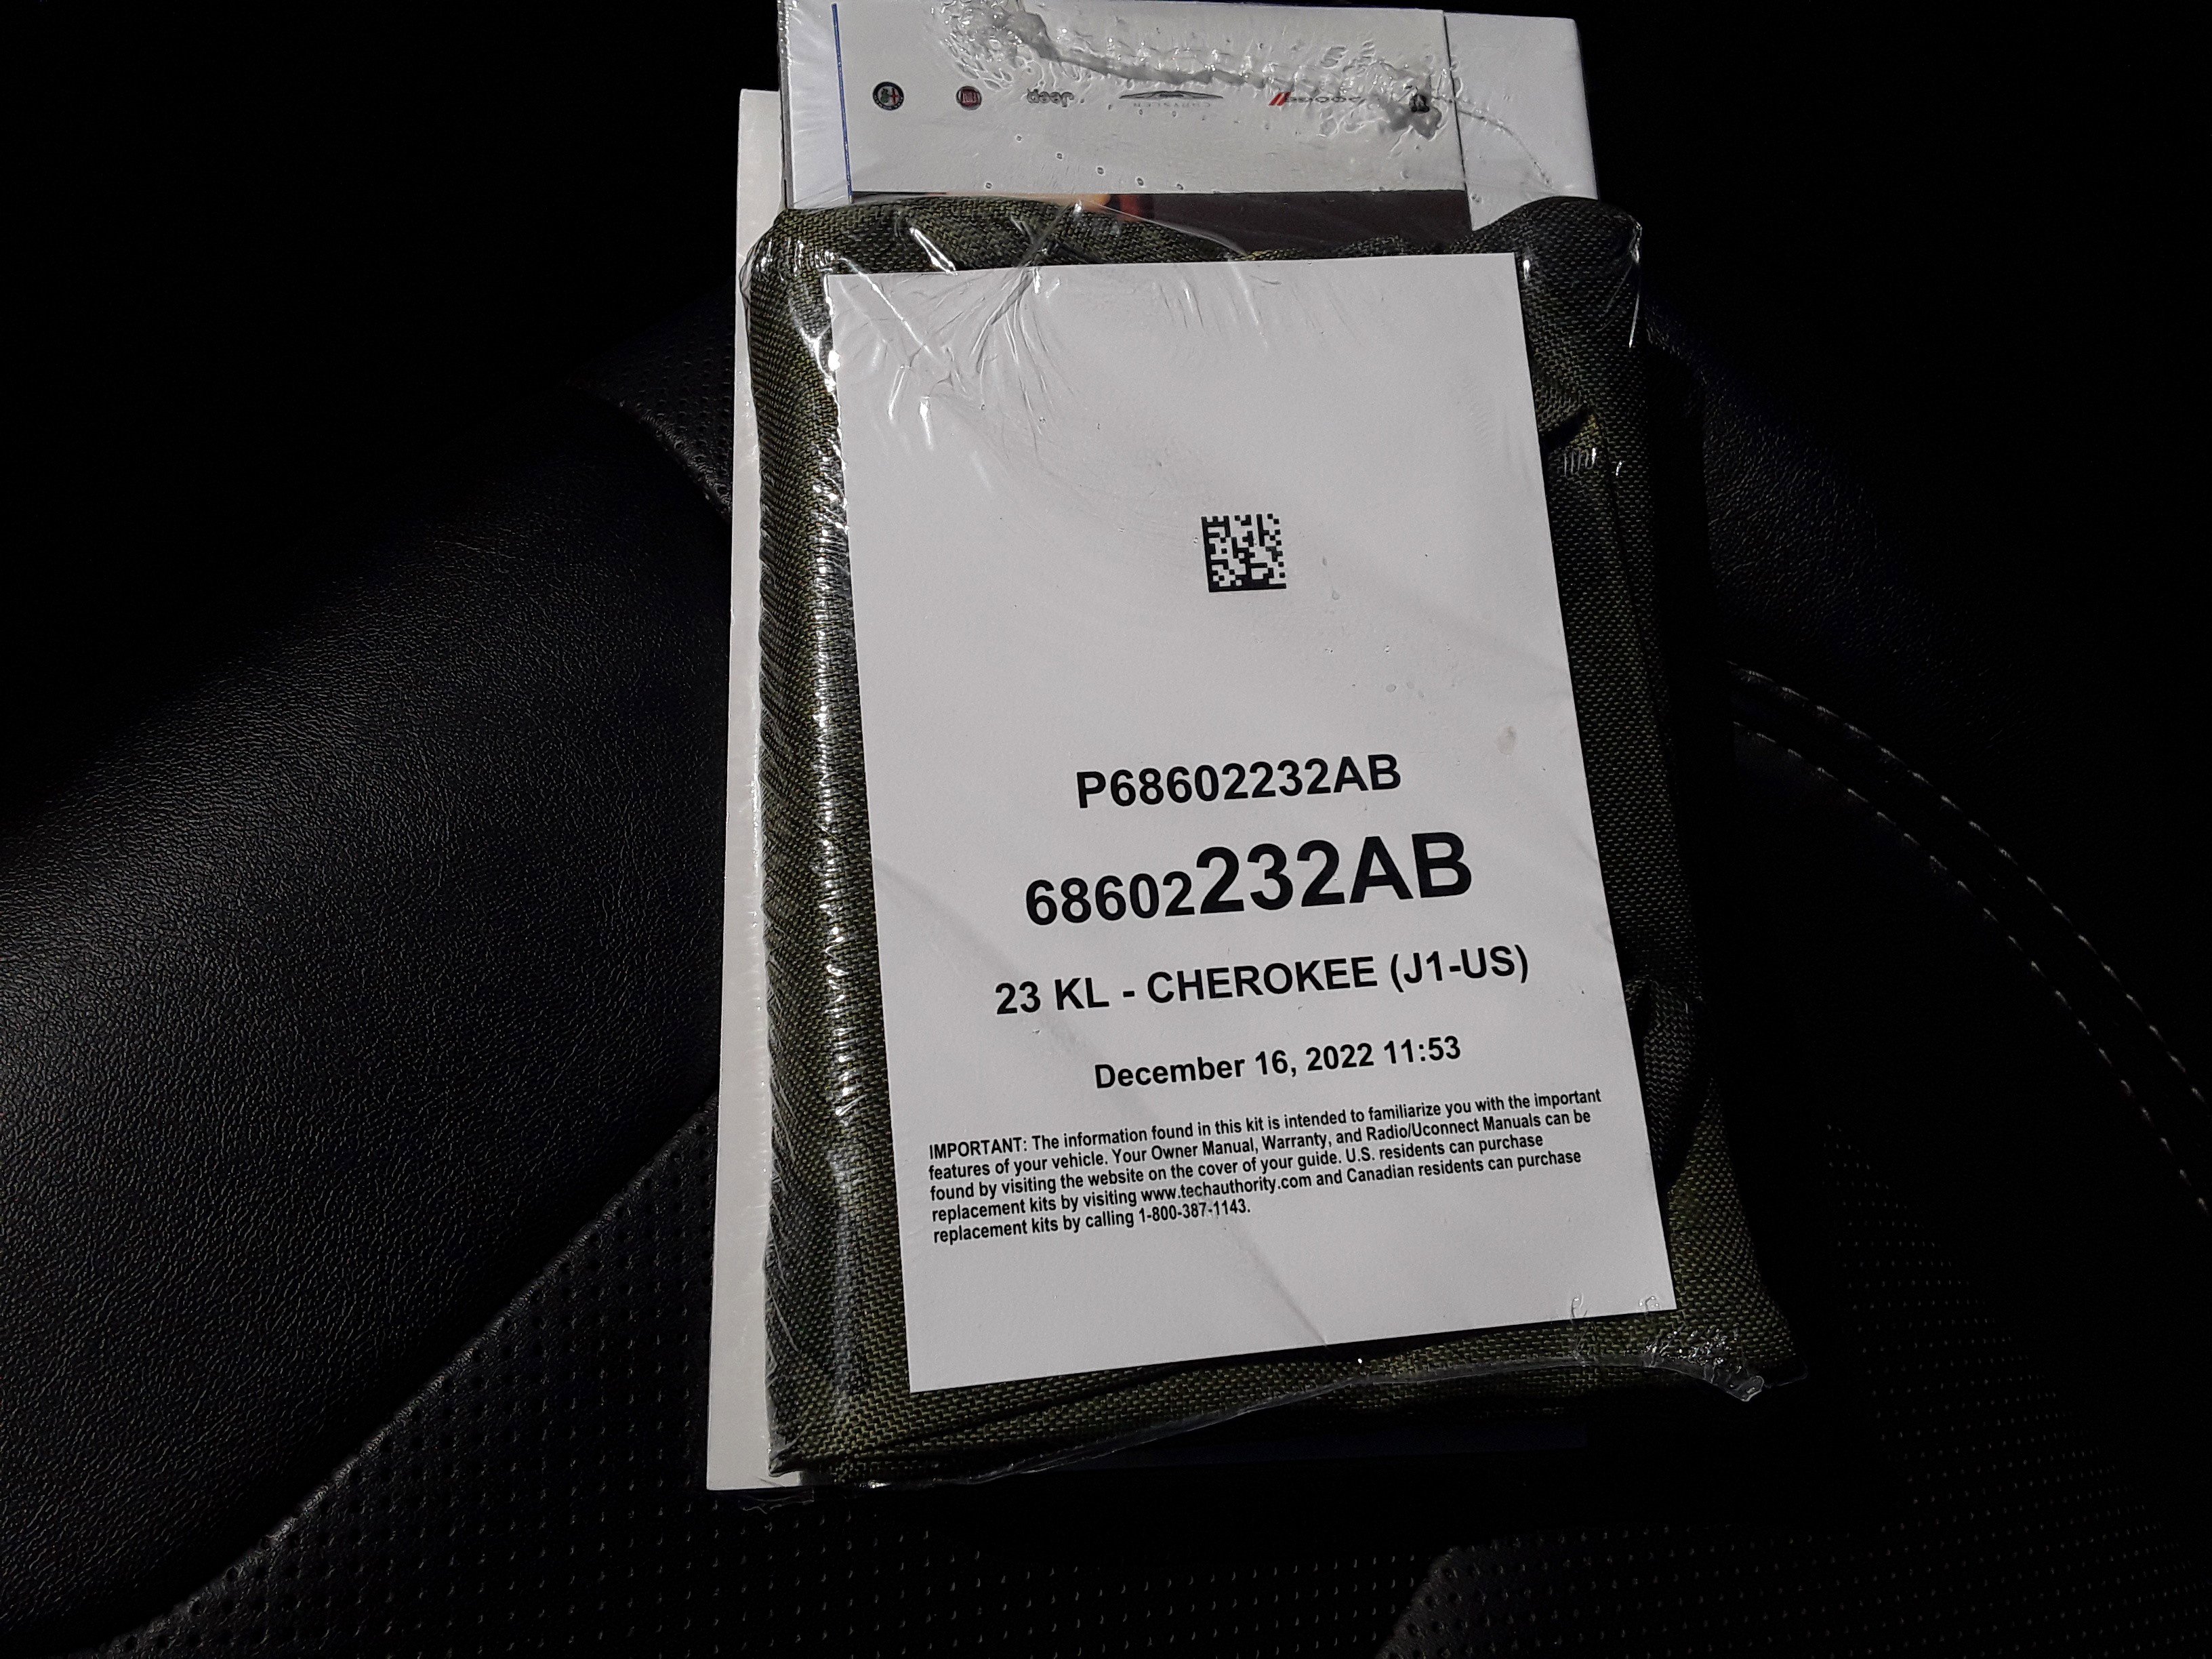 Jeep
CHRYSLER
DODGE
P68602232AB
68602232AB
23 KL - CHEROKEE (J1-US)
December 16, 2022 11:53
IMPORTANT: The information found in this kit is intended to familiarize you with the important
features of your vehicle. Your Owner Manual, Warranty, and Radio/Uconnect Manuals can be
found by visiting the website on the cover of your guide. U.S. residents can purchase
replacement kits by visiting www.techauthority.com and Canadian residents can purchase
replacement kits by calling 1-800-387-1143.